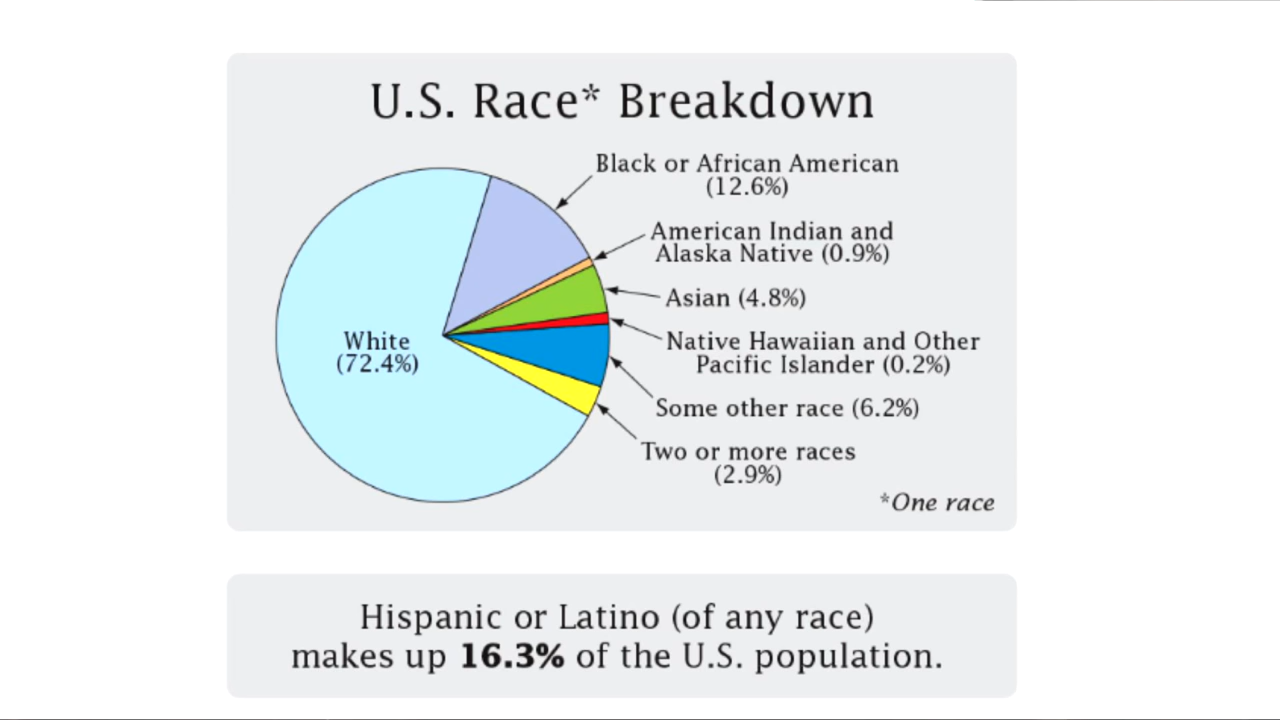 U.S. Race* Breakdown
Black or African American
(12.6%)
American Indian and
Alaska Native (0.9%)
Asian (4.8%)
White
(72.4%)
Native Hawaiian and Other
Pacific Islander (0.2%)
Some other race (6.2%)
Two or more races
(2.9%)
*One race
Hispanic or Latino (of any race)
makes up 16.3% of the U.S. population.